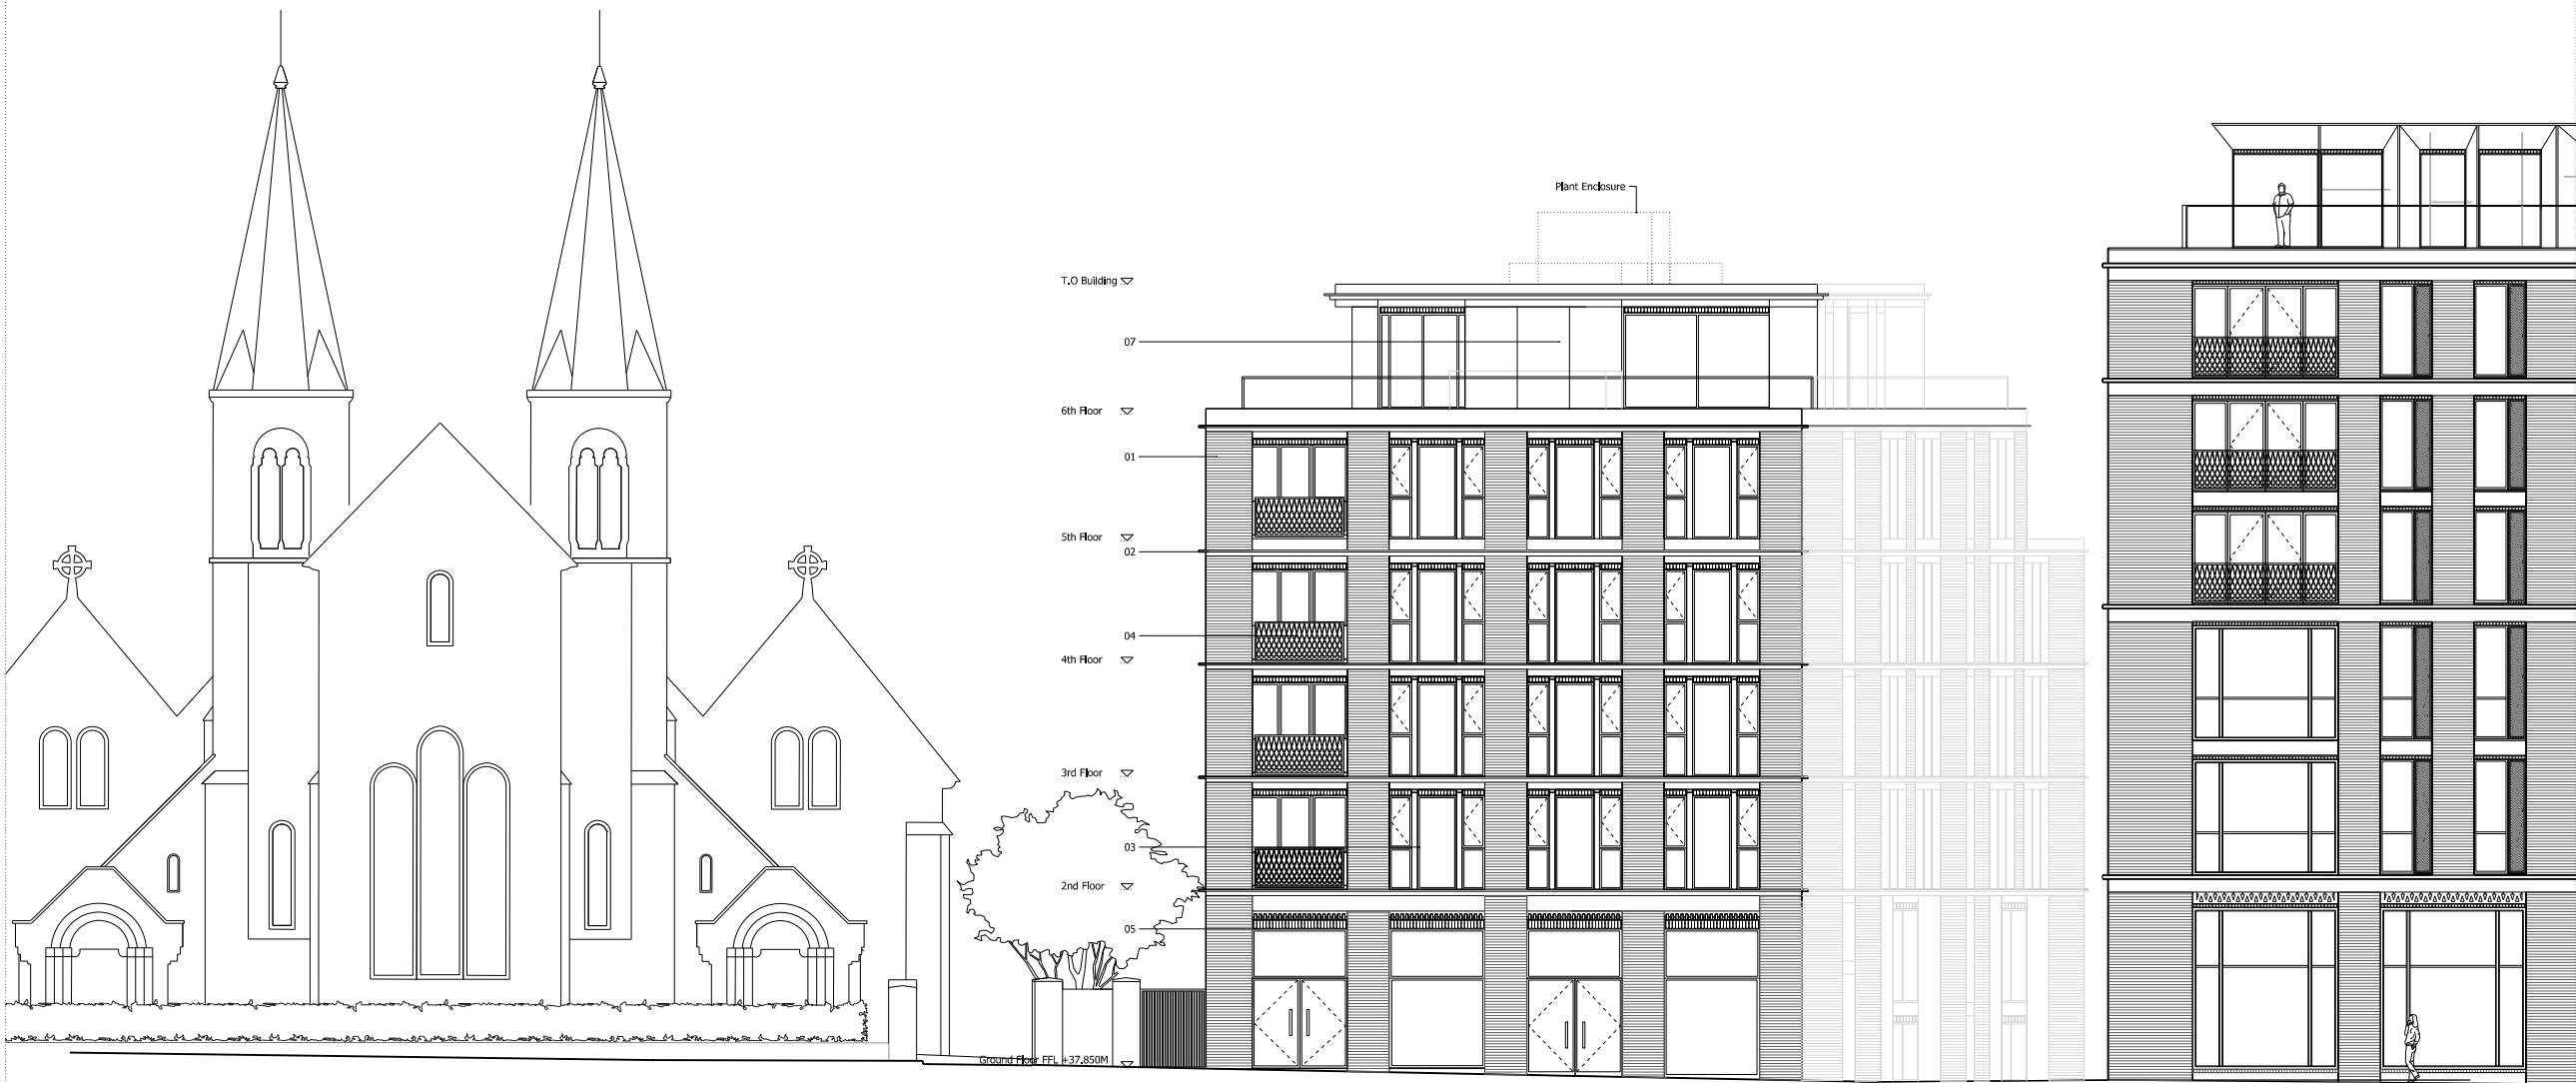 Plant Enclosure
T.O Building
07
6th Floor
01
5th Floor
02
04
4th Floor
3rd Floor
03
2nd Floor
05
Ground Floor FFL +37.850M